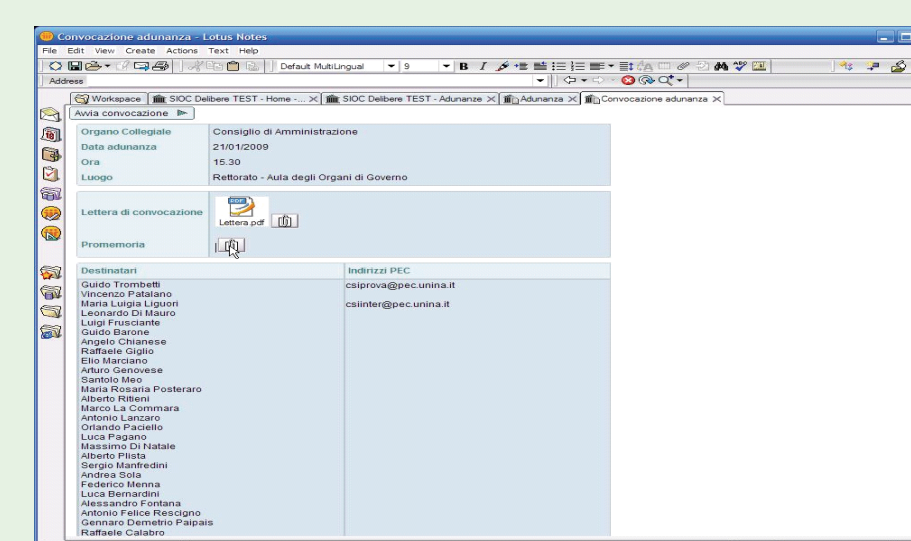 Convocazione adunanza - Lotus Notes
File Edit View Create Actions Text Help
Default MultiLingual 9 B I
Address
Workspace SIOC Delibere TEST - Home - ... SIOC Delibere TEST - Adunanze Adunanza Convocazione adunanza
Avvia convocazione
Organo Collegiale Consiglio di Amministrazione
Data adunanza 21/01/2009
Ora 15.30
Luogo Rettorato - Aula degli Organi di Governo
Lettera di convocazione
PDF
Lettera.pdf
Promemoria
Destinatari Indirizzi PEC
Guido Trombetti csiprova@pec.unina.it
Vincenzo Patalano
Maria Luigia Liguori csiinter@pec.unina.it
Leonardo Di Mauro
Luigi Frusciante
Guido Barone
Angelo Chianese
Raffaele Giglio
Elio Marciano
Arturo Genovese
Santolo Meo
Maria Rosaria Posteraro
Alberto Ritieni
Marco La Commara
Antonio Lanzaro
Orlando Paciello
Luca Pagano
Massimo Di Natale
Alberto Plista
Sergio Manfredini
Andrea Sola
Federico Menna
Luca Bernardini
Alessandro Fontana
Antonio Felice Rescigno
Gennaro Demetrio Paipais
Raffaele Calabro